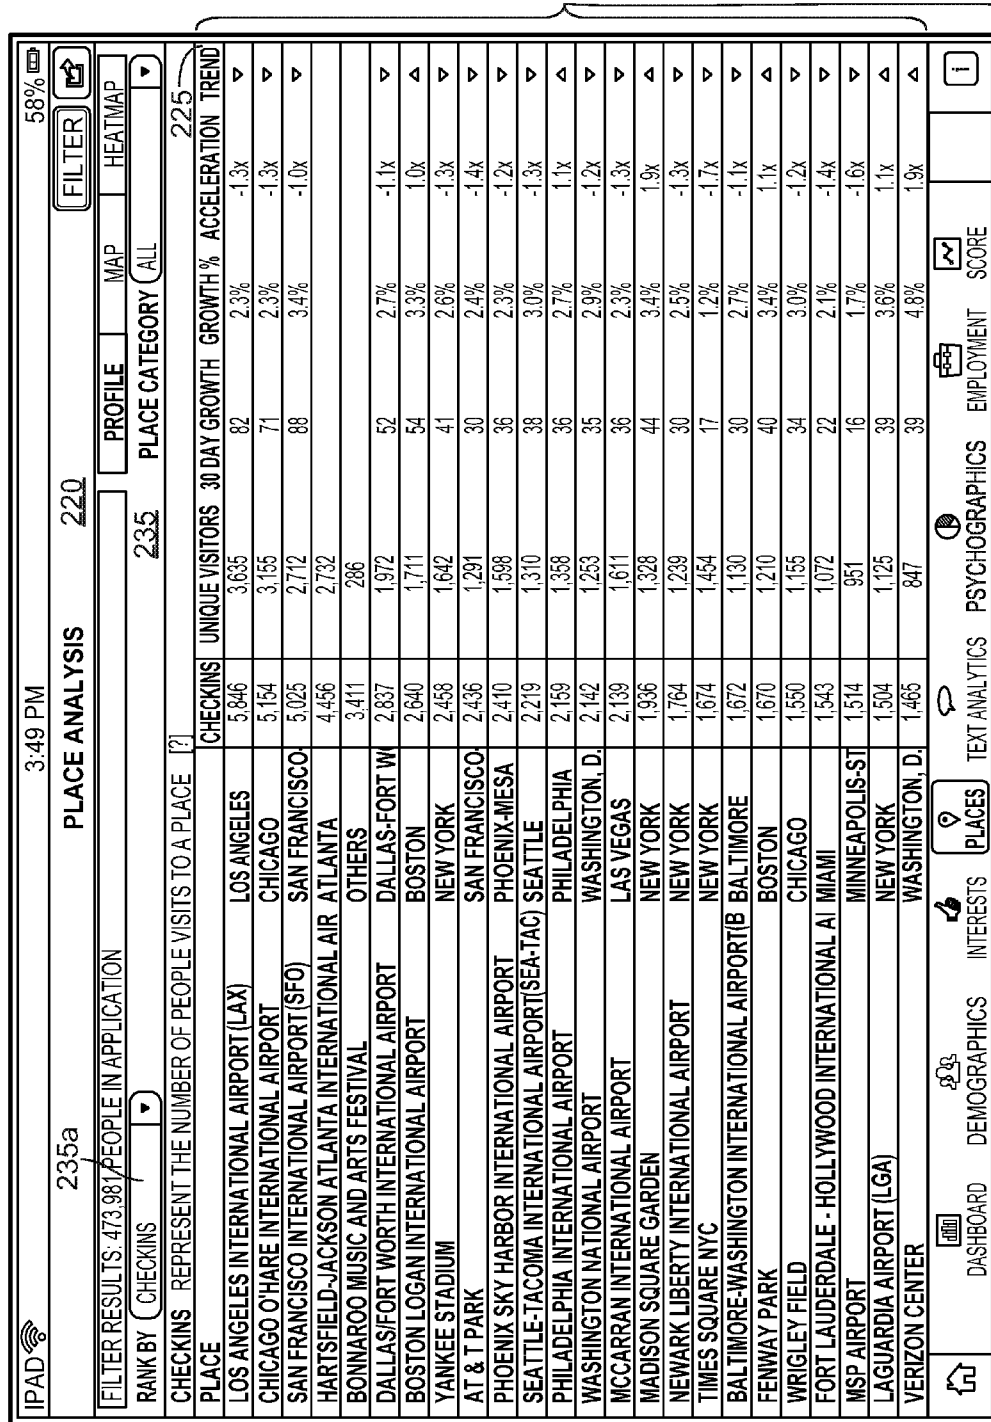 IPAD 3:49 PM 58%
235a PLACE ANALYSIS 220 FILTER
FILTER RESULTS: 473,981 PEOPLE IN APPLICATION PROFILE MAP HEATMAP
RANK BY CHECKINS 235 PLACE CATEGORY ALL
CHECKINS REPRESENT THE NUMBER OF PEOPLE VISITS TO A PLACE [?] 225
PLACE CHECKINS UNIQUE VISITORS 30 DAY GROWTH GROWTH% ACCELERATION TREND
LOS ANGELES INTERNATIONAL AIRPORT (LAX) LOS ANGELES 5,846 3,635 82 2.3% -1.3x
CHICAGO O'HARE INTERNATIONAL AIRPORT CHICAGO 5,154 3,155 71 2.3% -1.3x
SAN FRANCISCO INTERNATIONAL AIRPORT (SFO) SAN FRANCISCO- 5,025 2,712 88 3.4% -1.0x
HARTSFIELD-JACKSON ATLANTA INTERNATIONAL AIR ATLANTA 4,456 2,732
BONNAROO MUSIC AND ARTS FESTIVAL OTHERS 3,411 286
DALLAS/FORT WORTH INTERNATIONAL AIRPORT DALLAS-FORT W 2,837 1,972 52 2.7% -1.1x
BOSTON LOGAN INTERNATIONAL AIRPORT BOSTON 2,640 1,711 54 3.3% 1.0x
YANKEE STADIUM NEW YORK 2,458 1,642 41 2.6% -1.3x
AT & T PARK SAN FRANCISCO- 2,436 1,291 30 2.4% -1.4x
PHOENIX SKY HARBOR INTERNATIONAL AIRPORT PHOENIX-MESA 2,410 1,598 36 2.3% -1.2x
SEATTLE-TACOMA INTERNATIONAL AIRPORT(SEA-TAC) SEATTLE 2,219 1,310 38 3.0% -1.3x
PHILADELPHIA INTERNATIONAL AIRPORT PHILADELPHIA 2,159 1,358 36 2.7% 1.1x
WASHINGTON NATIONAL AIRPORT WASHINGTON, D. 2,142 1,253 35 2.9% -1.2x
MCCARRAN INTERNATIONAL AIRPORT LAS VEGAS 2,139 1,611 36 2.3% -1.3x
MADISON SQUARE GARDEN NEW YORK 1,936 1,328 44 3.4% 1.9x
NEWARK LIBERTY INTERNATIONAL AIRPORT NEW YORK 1,764 1,239 30 2.5% -1.3x
TIMES SQUARE NYC NEW YORK 1,674 1,454 17 1.2% -1.7x
BALTIMORE-WASHINGTON INTERNATIONAL AIRPORT(B BALTIMORE 1,672 1,130 30 2.7% -1.1x
FENWAY PARK BOSTON 1,670 1,210 40 3.4% 1.1x
WRIGLEY FIELD CHICAGO 1,550 1,155 34 3.0% -1.2x
FORT LAUDERDALE - HOLLYWOOD INTERNATIONAL AI MIAMI 1,543 1,072 22 2.1% -1.4x
MSP AIRPORT MINNEAPOLIS-ST 1,514 951 16 1.7% -1.6x
LAGUARDIA AIRPORT (LGA) NEW YORK 1,504 1,125 39 3.6% 1.1x
VERIZON CENTER WASHINGTON, D. 1,465 847 39 4.8% 1.9x
DASHBOARD DEMOGRAPHICS INTERESTS PLACES TEXT ANALYTICS PSYCHOGRAPHICS EMPLOYMENT SCORE i